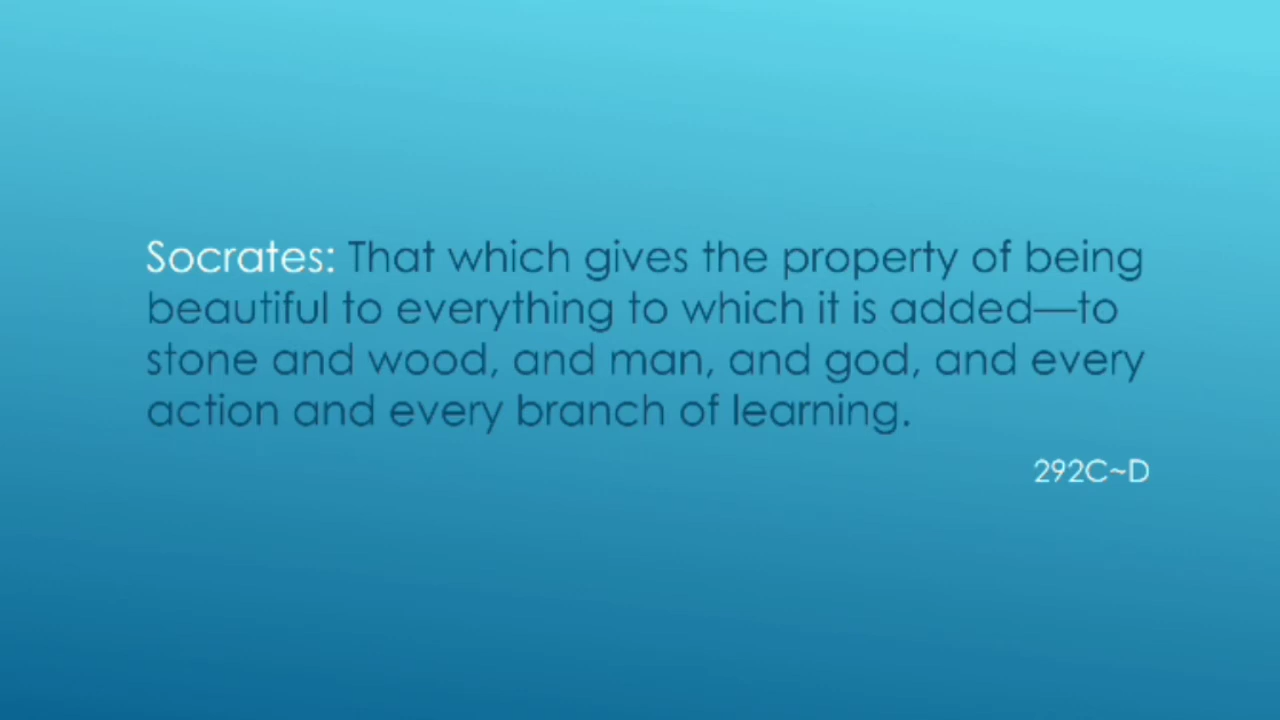 Socrates: That which gives the property of being
beautiful to everything to which it is added—to
stone and wood, and man, and god, and every
action and every branch of learning.
292C~D